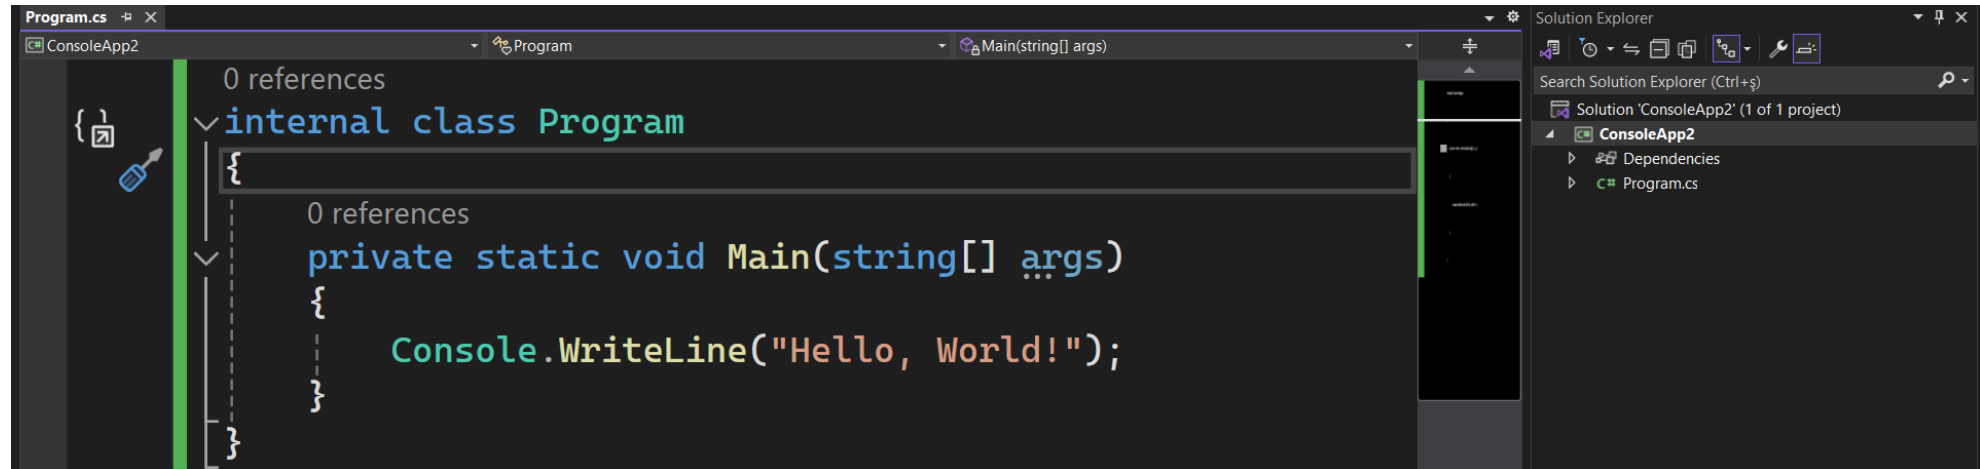 Program.cs
ConsoleApp2
Program
Main(string[] args)
0 references
internal class Program
{
0 references
private static void Main(string[] args)
{
Console.WriteLine("Hello, World!");
}
}
Solution Explorer
Search Solution Explorer (Ctrl+ş)
Solution 'ConsoleApp2' (1 of 1 project)
C# ConsoleApp2
Dependencies
C# Program.cs